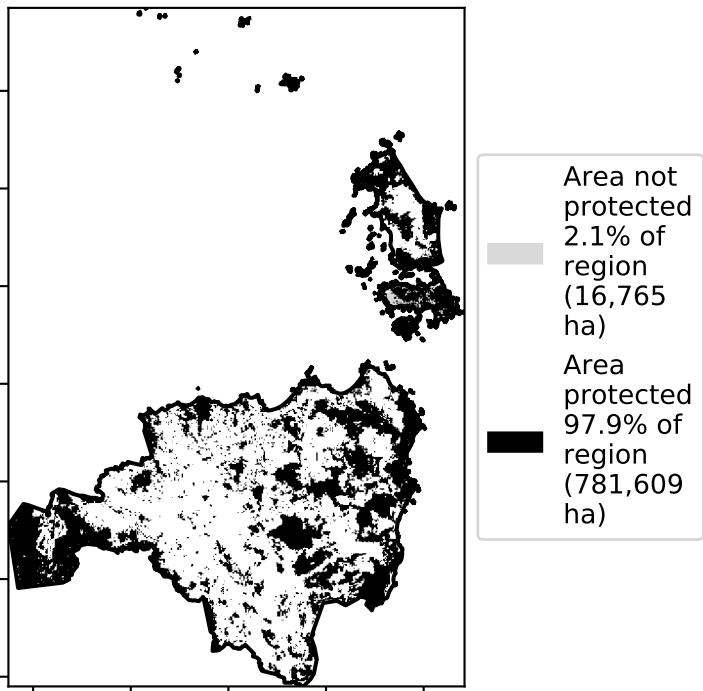 Area not
protected
2.1% of
region
(16,765
ha)
Area
protected
97.9% of
region
(781,609
ha)